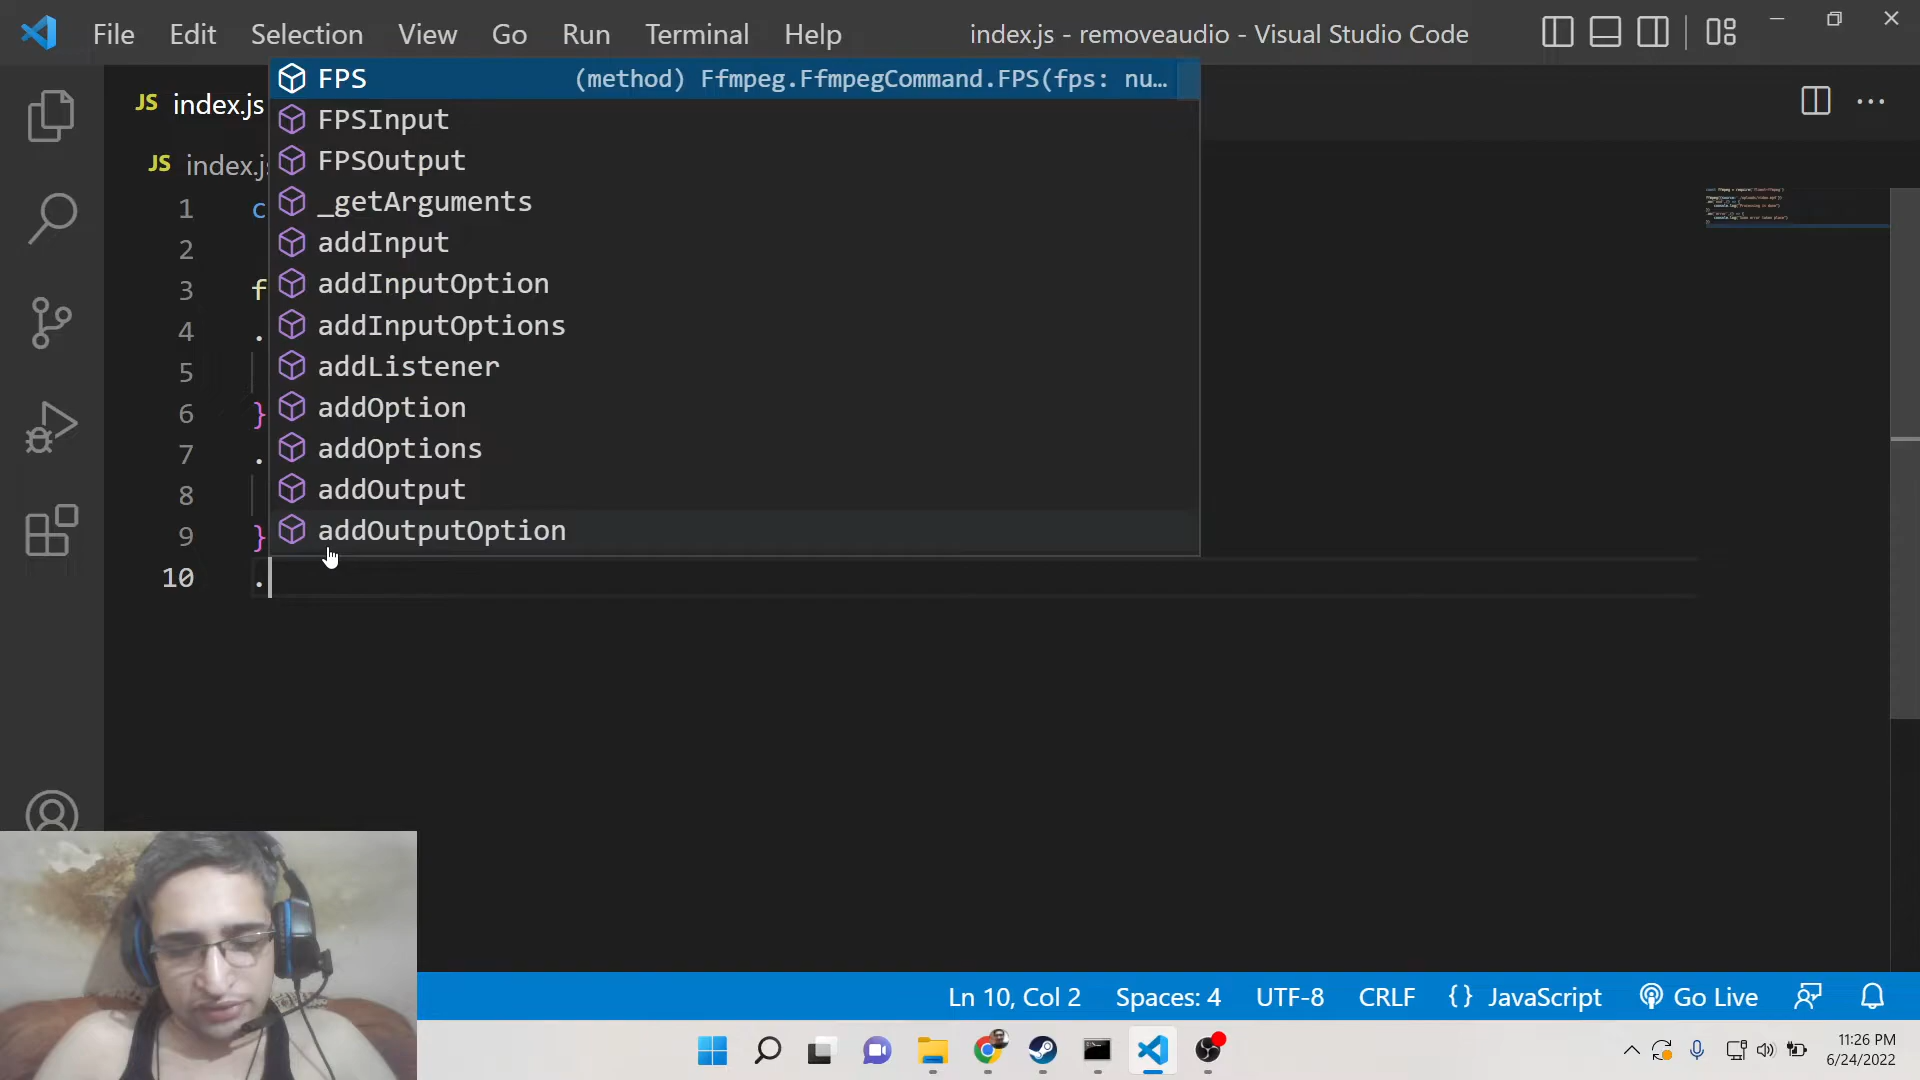 File Edit Selection View Go Run Terminal Help index.js - removeaudio - Visual Studio Code
JS index.js
FPS (method) Ffmpeg.FfmpegCommand.FPS(fps: nu…
FPSInput
JS index.j
FPSOutput
_getArguments
1 c
2 addInput
3 f addInputOption
4 . addInputOptions
5 addListener
6 } addOption
7 . addOptions
8 addOutput
9 } addOutputOption
10 .
Ln 10, Col 2 Spaces: 4 UTF-8 CRLF {} JavaScript Go Live
11:26 PM
6/24/2022